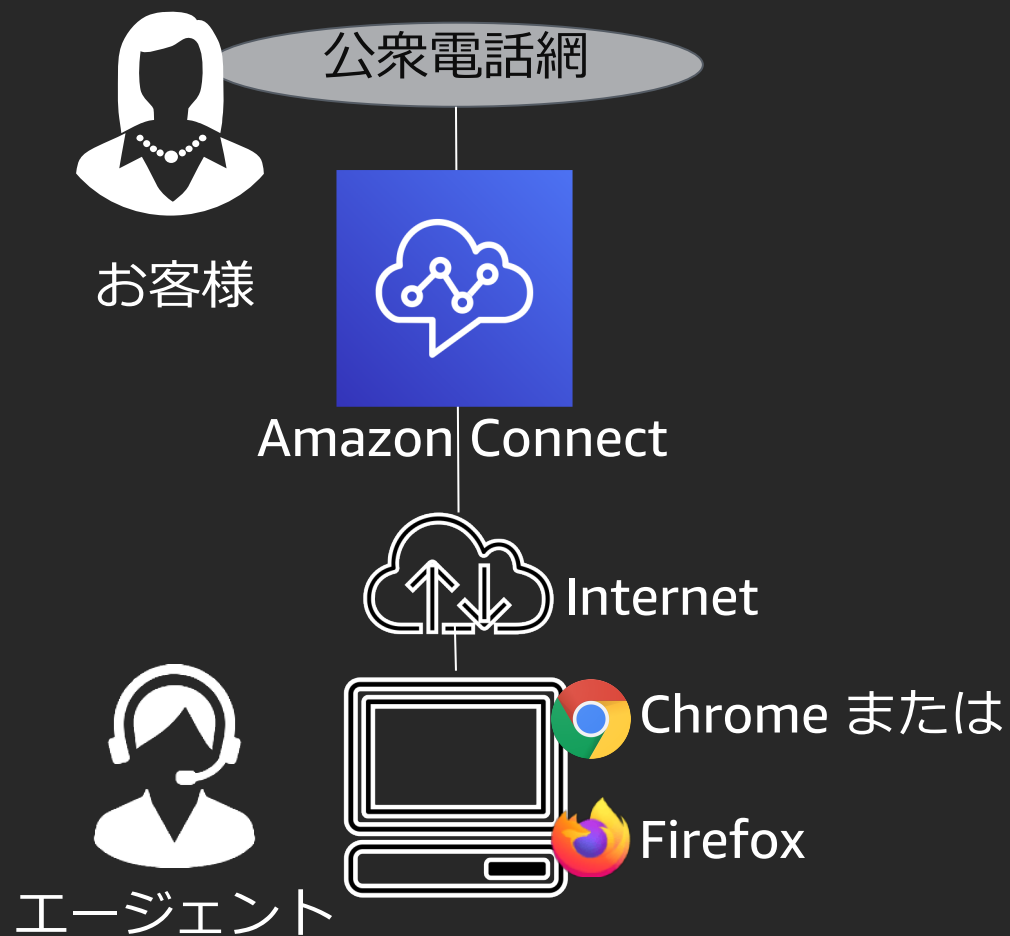 公衆電話網
お客様
Amazon Connect
Internet
Chrome または
Firefox
エージェント